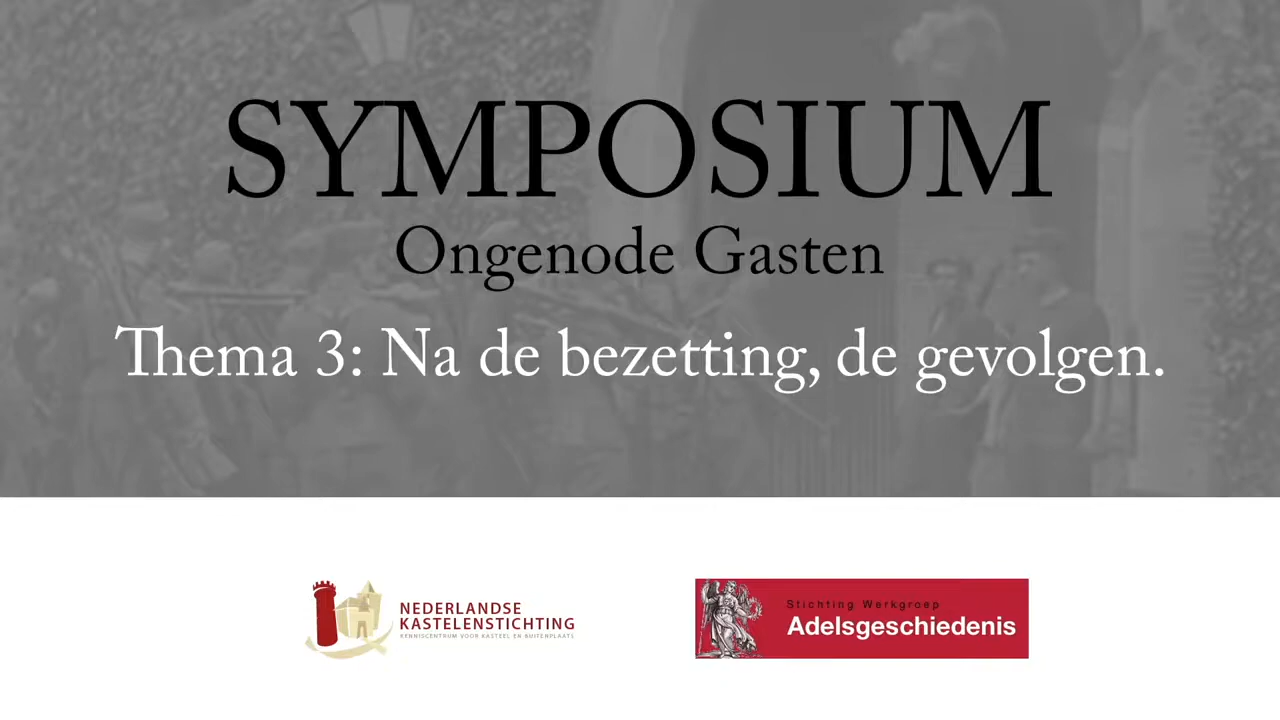 SYMPOSIUM
Ongenode Gasten
Thema 3: Na de bezetting, de gevolgen.
NEDERLANDSE
KASTELENSTICHTING
KENNISCENTRUM VOOR KASTEEL EN BUITENPLAATS
Stichting Werkgroep
Adelsgeschiedenis